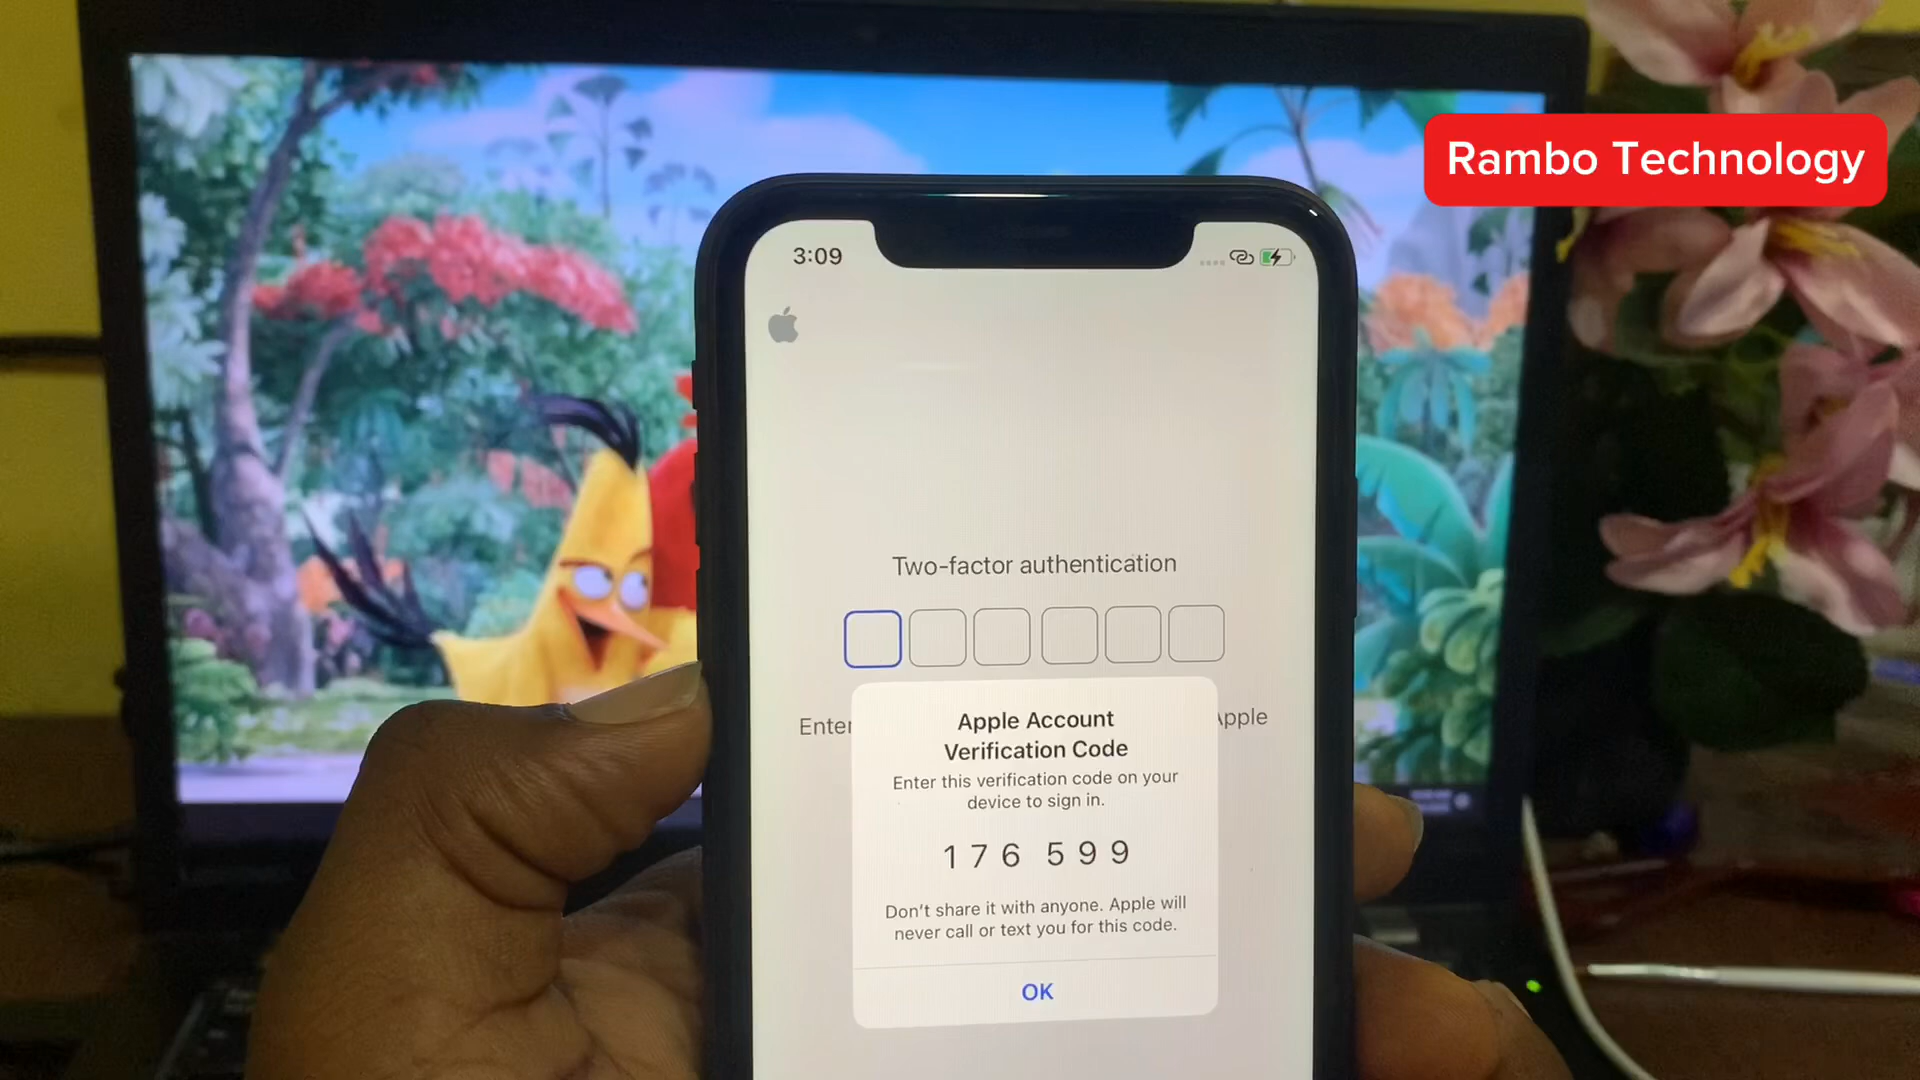 Rambo Technology
3:09
Two-factor authentication
Enter
Apple
Apple Account
Verification Code
Enter this verification code on your
device to sign in.
176 599
Don't share it with anyone. Apple will
never call or text you for this code.
OK